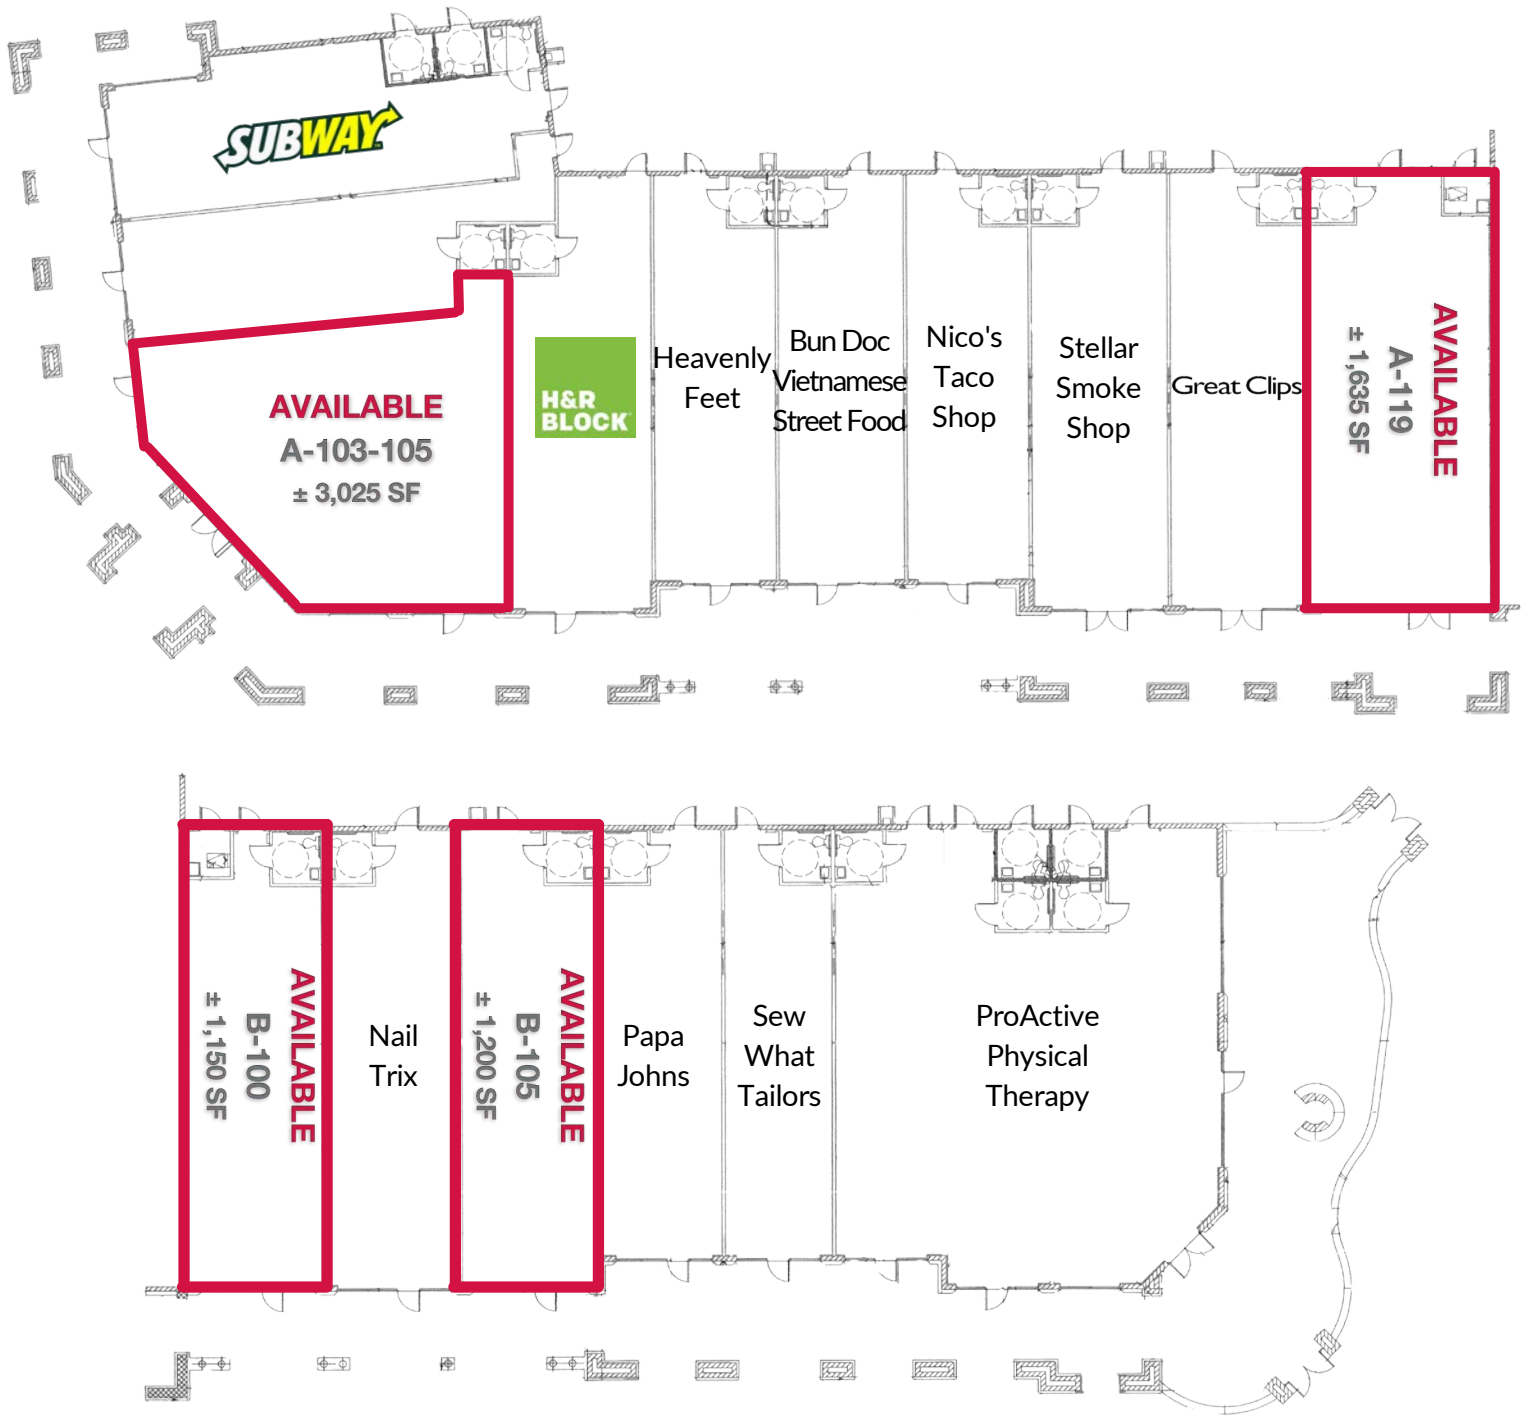 SUBWAY
AVAILABLE
A-103-105
± 3,025 SF
H&R
BLOCK
Heavenly
Feet
Bun Doc
Vietnamese
Street Food
Nico's
Taco
Shop
Stellar
Smoke
Shop
Great Clips
AVAILABLE
A-119
± 1,635 SF
AVAILABLE
B-100
± 1,150 SF
Nail
Trix
AVAILABLE
B-105
± 1,200 SF
Papa
Johns
Sew
What
Tailors
ProActive
Physical
Therapy